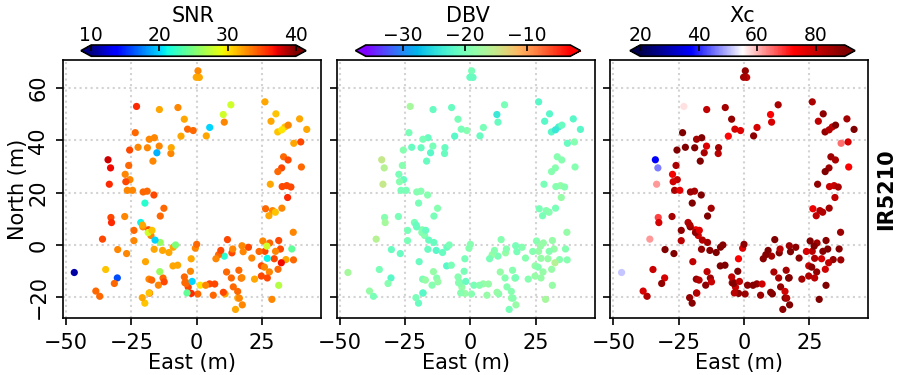 SNR DBV Xc
10 20 30 40 −30 −20 −10 20 40 60 80
60
40
20
0
−20
North (m)
−50 −25 0 25 −50 −25 0 25 −50 −25 0 25
East (m) East (m) East (m)
IR5210